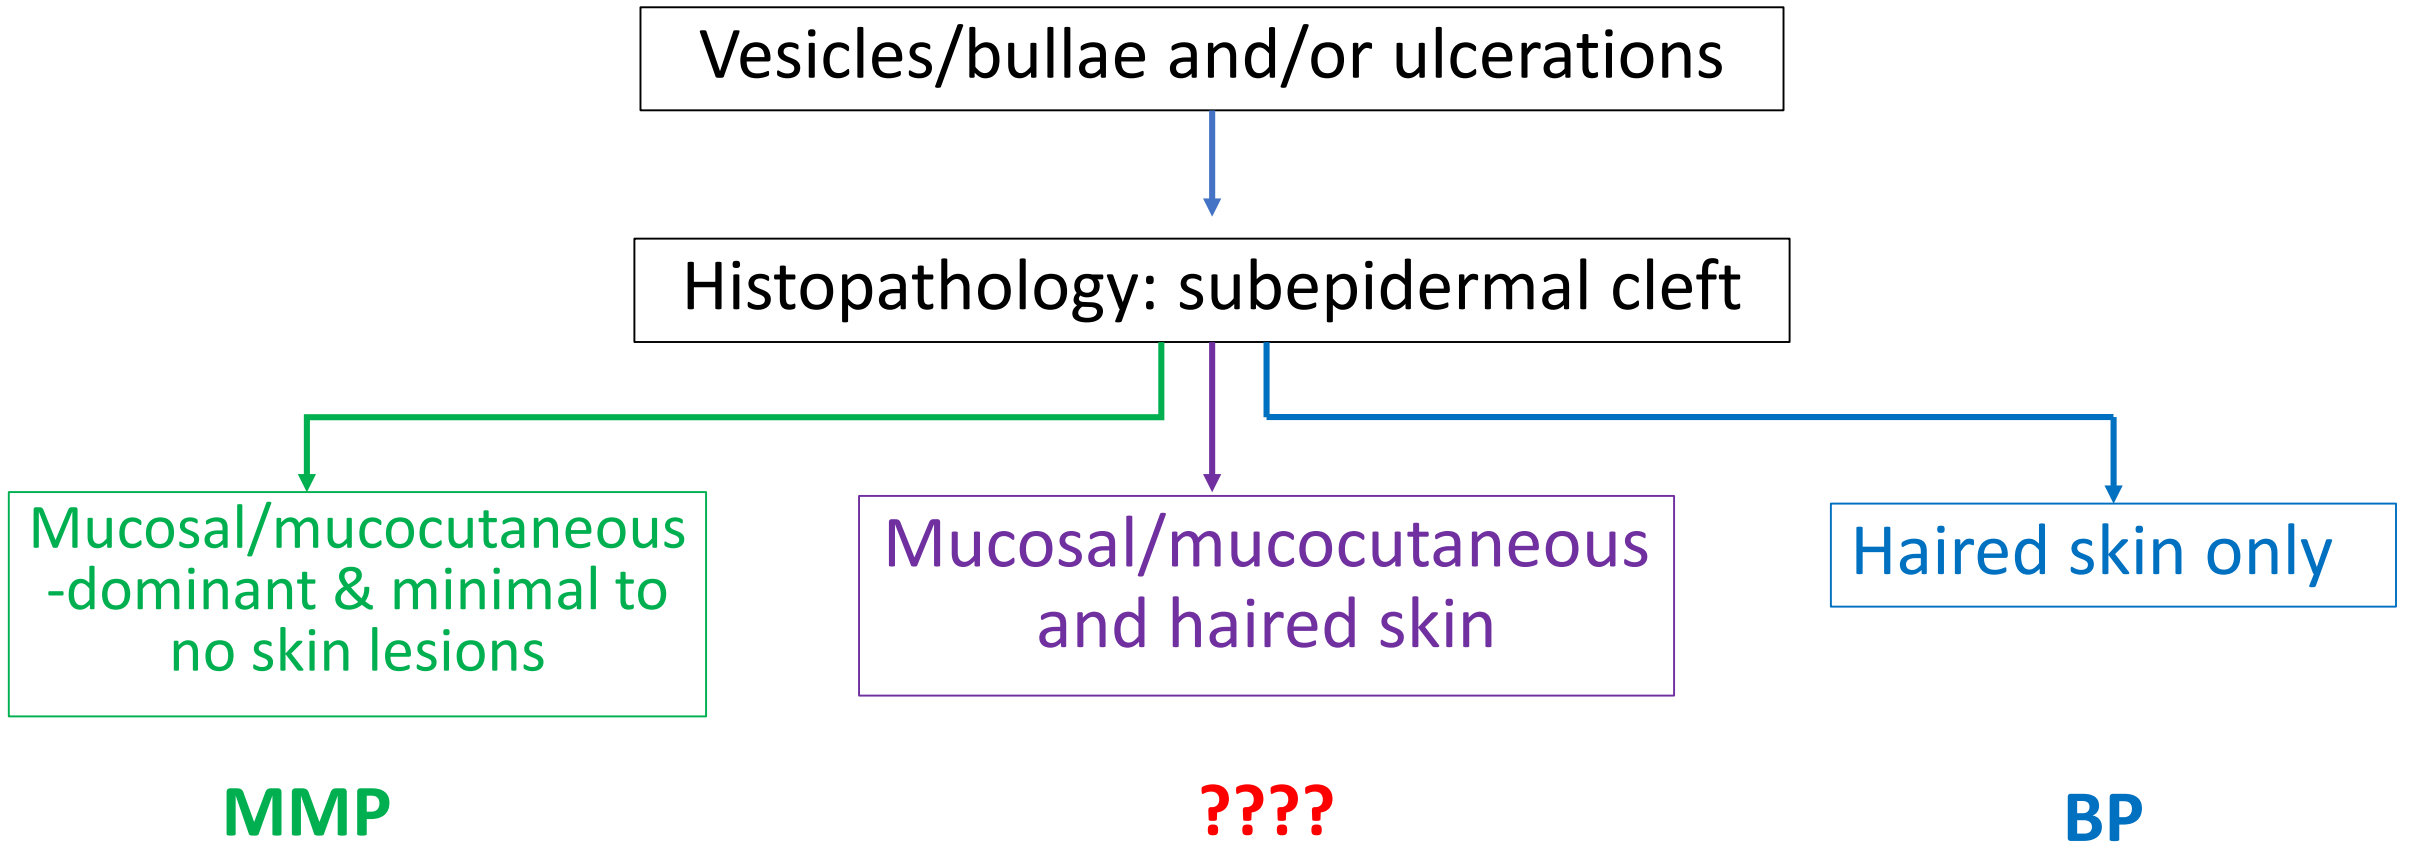 Vesicles/bullae and/or ulcerations
Histopathology: subepidermal cleft
Mucosal/mucocutaneous
-dominant & minimal to
no skin lesions
Mucosal/mucocutaneous
and haired skin
Haired skin only
MMP
????
BP